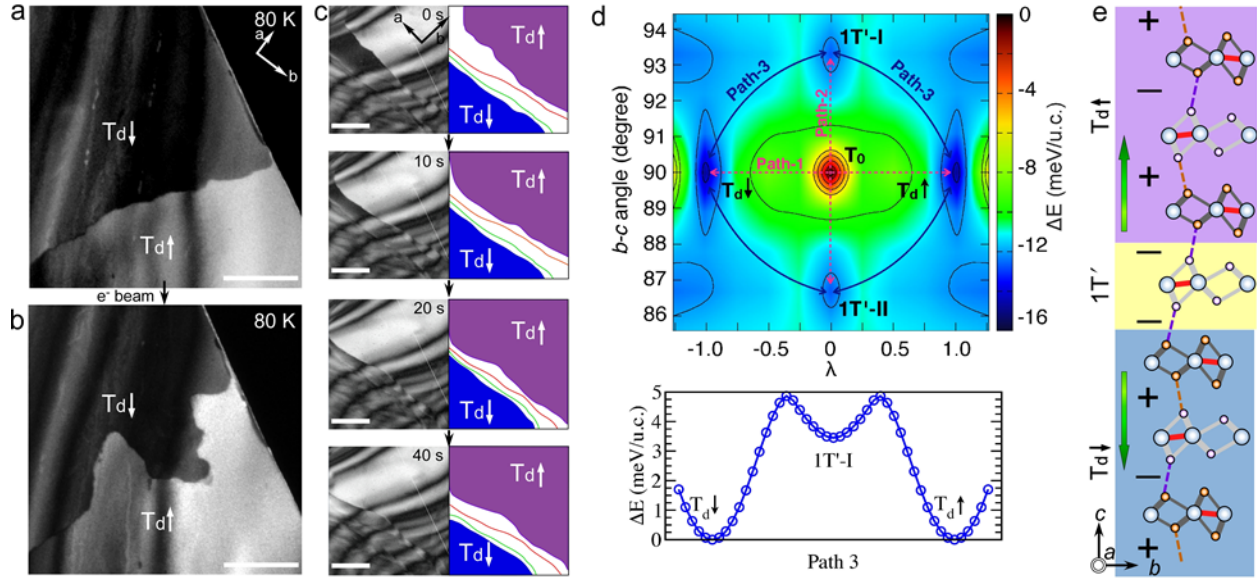 a
80 K
a
b
Td↓
Td↑
e⁻ beam
b
80 K
Td↓
Td↑
c
a
b
0 s
Td↑
Td↓
10 s
Td↑
Td↓
20 s
Td↑
Td↓
40 s
Td↑
Td↓
d
b-c angle (degree)
94
93
92
91
90
89
88
87
86
1T'-I
Path-3
Path-3
Path-2
T0
Path-1
Td↓
Td↑
1T'-II
-1.0
-0.5
0
0.5
1.0
λ
0
-4
-8
-12
-16
ΔE (meV/u.c.)
ΔE (meV/u.c.)
5
4
3
2
1
0
1T'-I
Td↓
Td↑
Path 3
e
Td↑
1T′
Td↓
+
−
+
−
−
+
−
+
c
a
b